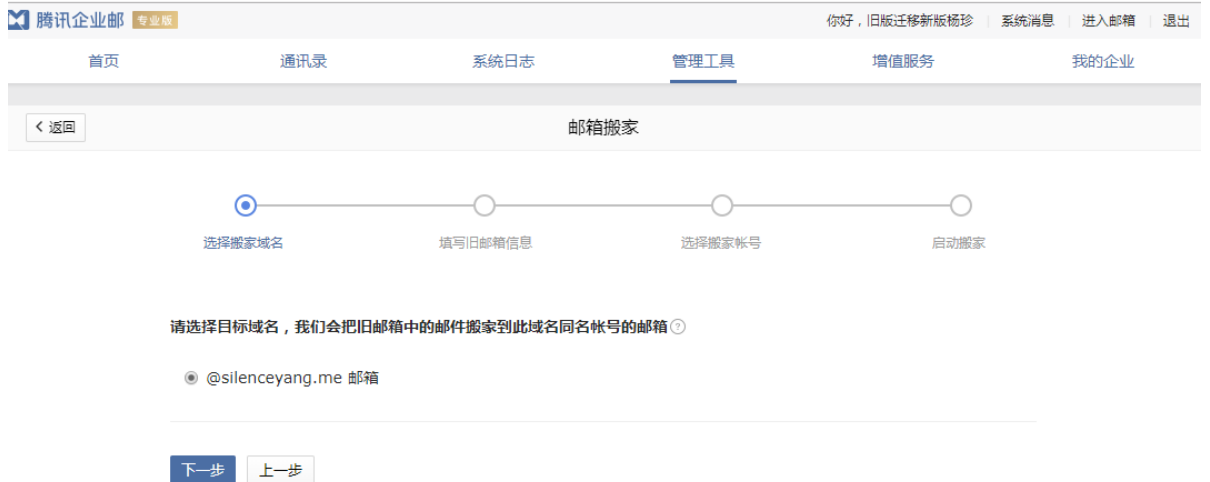 腾讯企业邮 专业版 你好，旧版迁移新版杨珍 系统消息 进入邮箱 退出
首页 通讯录 系统日志 管理工具 增值服务 我的企业
返回 邮箱搬家
选择搬家域名 填写旧邮箱信息 选择搬家帐号 启动搬家
请选择目标域名，我们会把旧邮箱中的邮件搬家到此域名同名帐号的邮箱 ?
@silenceyang.me 邮箱
下一步 上一步